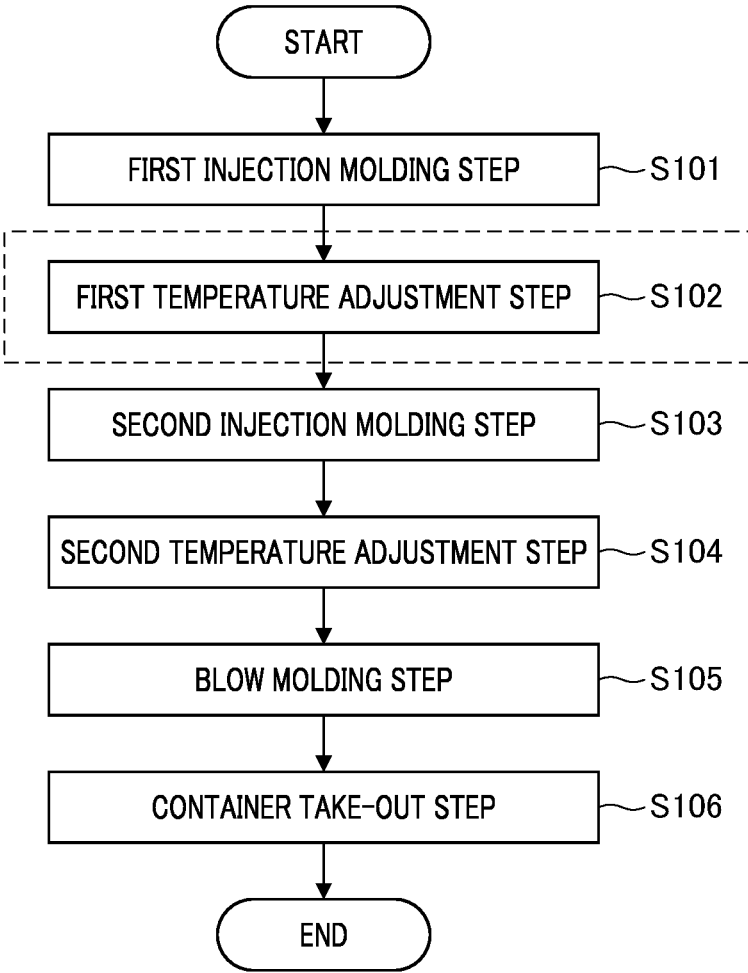 START
FIRST INJECTION MOLDING STEP S101
FIRST TEMPERATURE ADJUSTMENT STEP S102
SECOND INJECTION MOLDING STEP S103
SECOND TEMPERATURE ADJUSTMENT STEP S104
BLOW MOLDING STEP S105
CONTAINER TAKE-OUT STEP S106
END